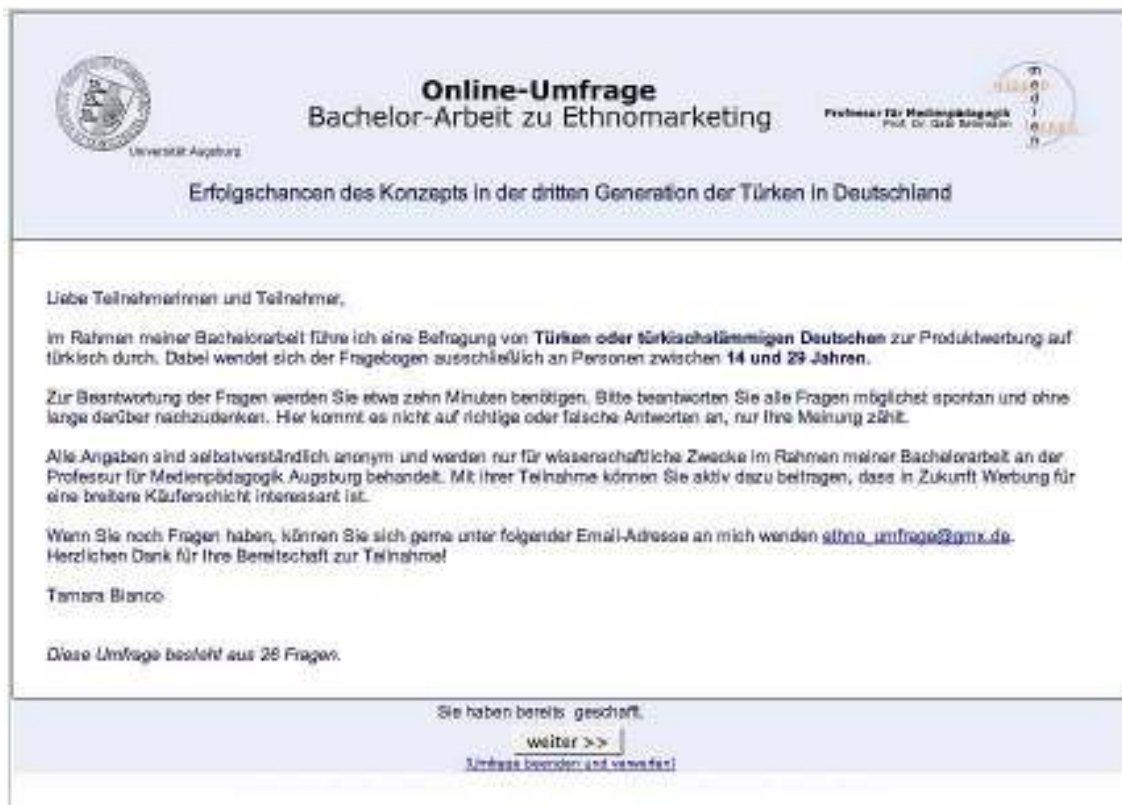 Online-Umfrage
Bachelor-Arbeit zu Ethnomarketing
Universität Augsburg
Professur für Medienpädagogik
Prof. Dr. Gabi
medien
Erfolgschancen des Konzepts in der dritten Generation der Türken in Deutschland
Liebe Teilnehmerinnen und Teilnehmer,
im Rahmen meiner Bachelorarbeit führe ich eine Befragung von Türken oder türkischstämmigen Deutschen zur Produktwerbung auf
türkisch durch. Dabei wendet sich der Fragebogen ausschließlich an Personen zwischen 14 und 29 Jahren.
Zur Beantwortung der Fragen werden Sie etwa zehn Minuten benötigen. Bitte beantworten Sie alle Fragen möglichst spontan und ohne
lange darüber nachzudenken. Hier kommt es nicht auf richtige oder falsche Antworten an, nur Ihre Meinung zählt.
Alle Angaben sind selbstverständlich anonym und werden nur für wissenschaftliche Zwecke im Rahmen meiner Bachelorarbeit an der
Professur für Medienpädagogik Augsburg behandelt. Mit Ihrer Teilnahme können Sie aktiv dazu beitragen, dass in Zukunft Werbung für
eine breitere Käuferschicht interessant ist.
Wenn Sie noch Fragen haben, können Sie sich gerne unter folgender Email-Adresse an mich wenden ethno_umfrage@gmx.de.
Herzlichen Dank für Ihre Bereitschaft zur Teilnahme!
Tamara Bianco
Diese Umfrage besteht aus 26 Fragen.
Sie haben bereits geschafft.
weiter >>
[Umfrage beenden und verwerfen]